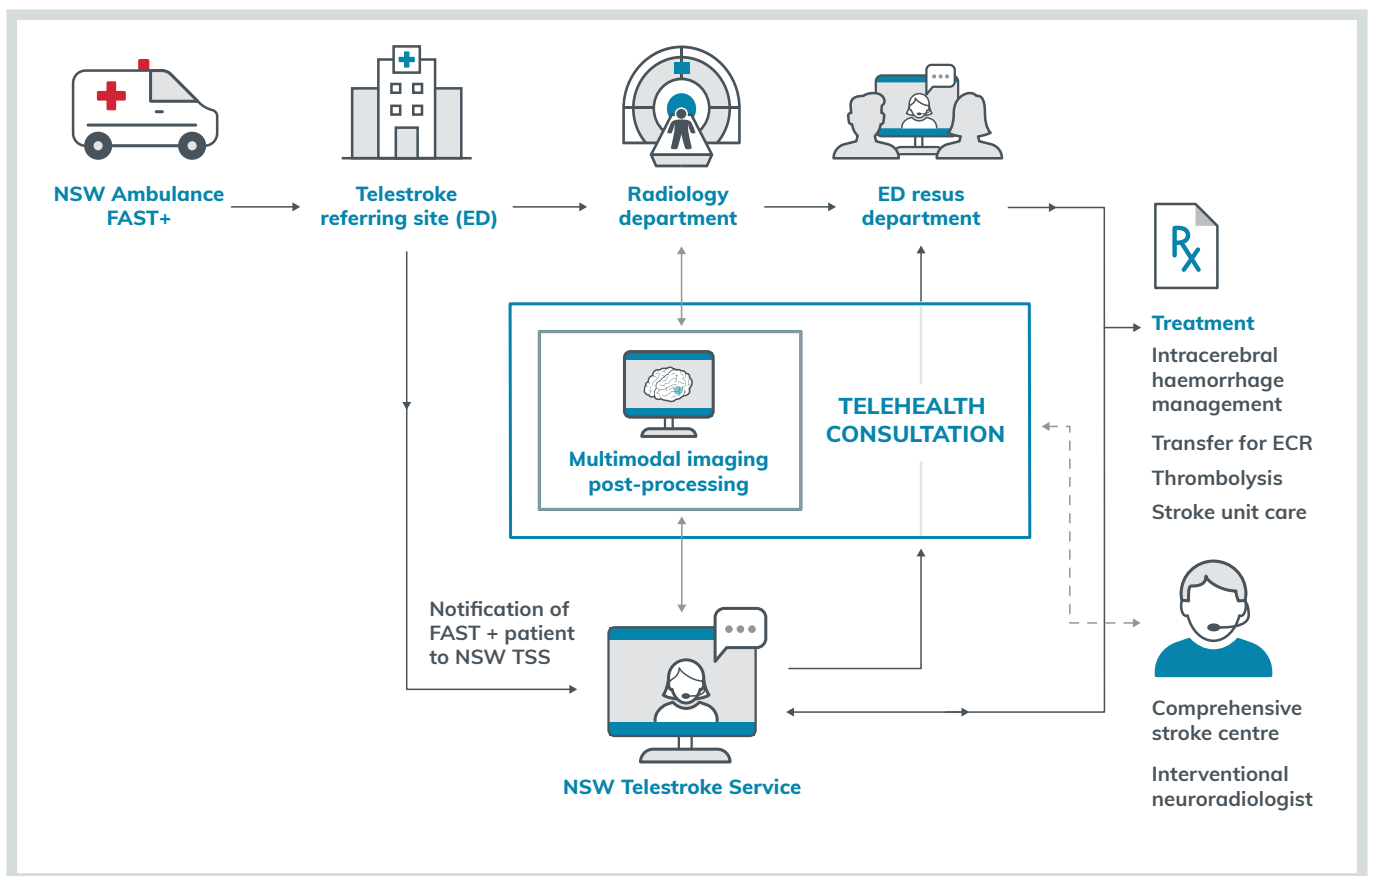 NSW Ambulance
FAST+
Telestroke
referring site (ED)
Radiology
department
ED resus
department
Rx
Treatment
Intracerebral
haemorrhage
management
Transfer for ECR
Thrombolysis
Stroke unit care
Multimodal imaging
post-processing
TELEHEALTH
CONSULTATION
Notification of
FAST + patient
to NSW TSS
NSW Telestroke Service
Comprehensive
stroke centre
Interventional
neuroradiologist